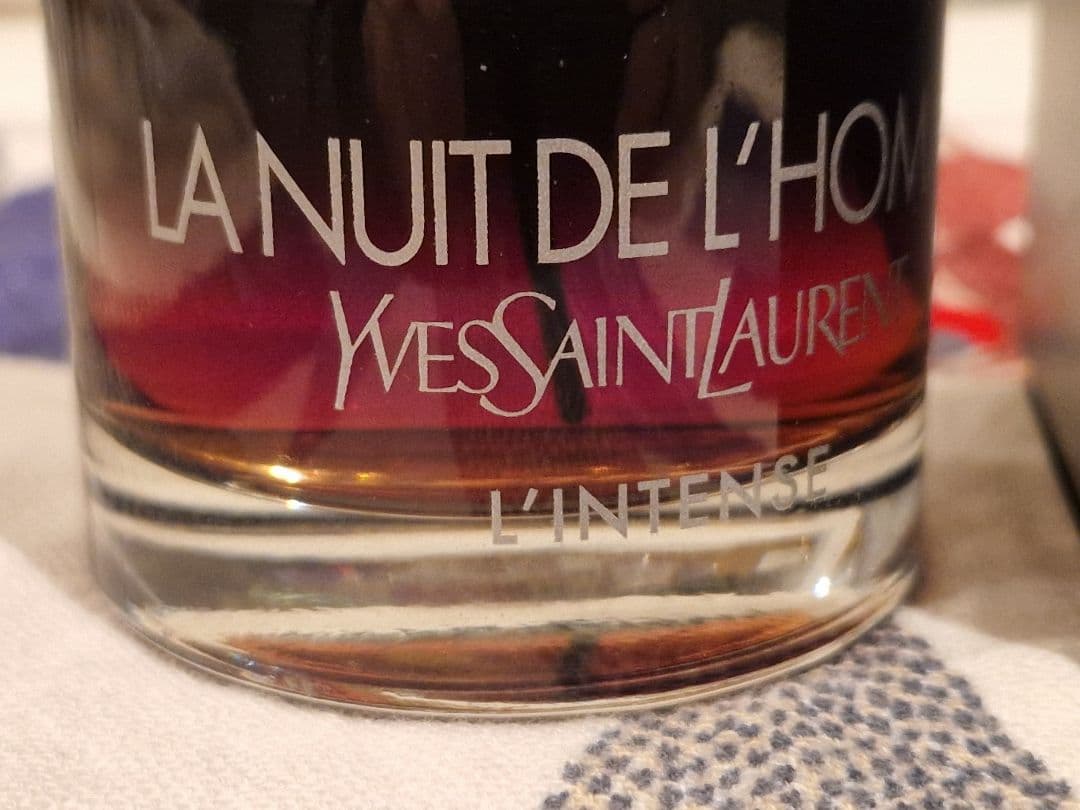 LA NUIT DE L'HOM
YVESSAINTLAURENT
L'INTENSE